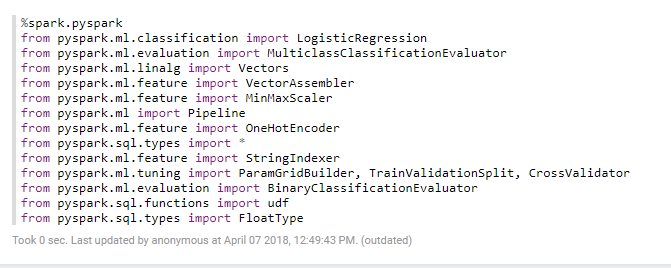 %spark.pyspark
from pyspark.ml.classification import LogisticRegression
from pyspark.ml.evaluation import MulticlassClassificationEvaluator
from pyspark.ml.linalg import Vectors
from pyspark.ml.feature import VectorAssembler
from pyspark.ml.feature import MinMaxScaler
from pyspark.ml import Pipeline
from pyspark.ml.feature import OneHotEncoder
from pyspark.sql.types import *
from pyspark.ml.feature import StringIndexer
from pyspark.ml.tuning import ParamGridBuilder, TrainValidationSplit, CrossValidator
from pyspark.ml.evaluation import BinaryClassificationEvaluator
from pyspark.sql.functions import udf
from pyspark.sql.types import FloatType
Took 0 sec. Last updated by anonymous at April 07 2018, 12:49:43 PM. (outdated)